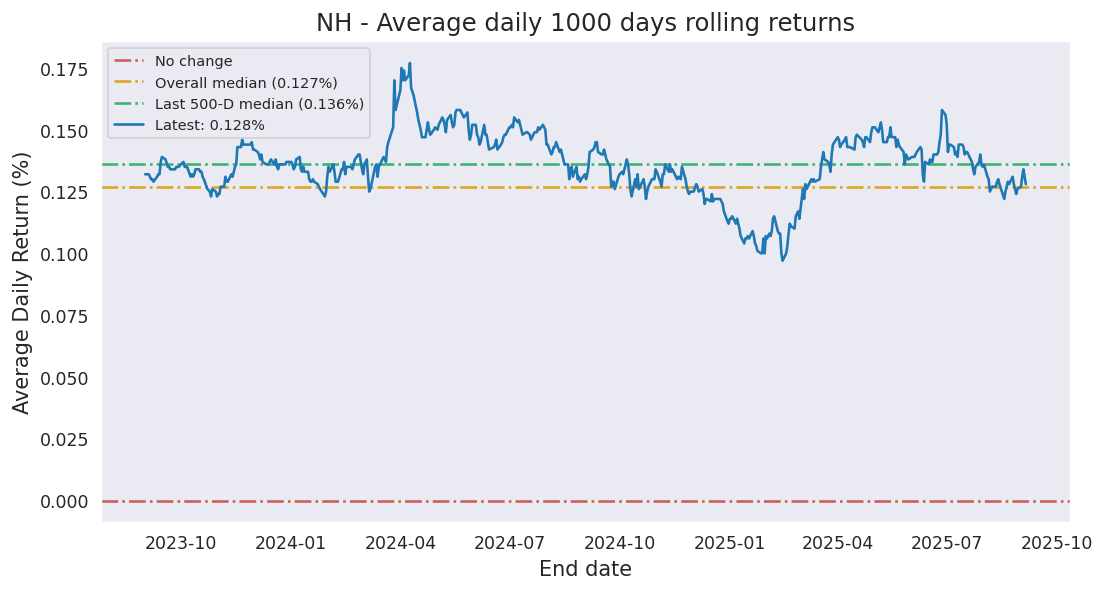 NH - Average daily 1000 days rolling returns
No change
Overall median (0.127%)
Last 500-D median (0.136%)
Latest: 0.128%
Average Daily Return (%)
0.175
0.150
0.125
0.100
0.075
0.050
0.025
0.000
2023-10 2024-01 2024-04 2024-07 2024-10 2025-01 2025-04 2025-07 2025-10
End date